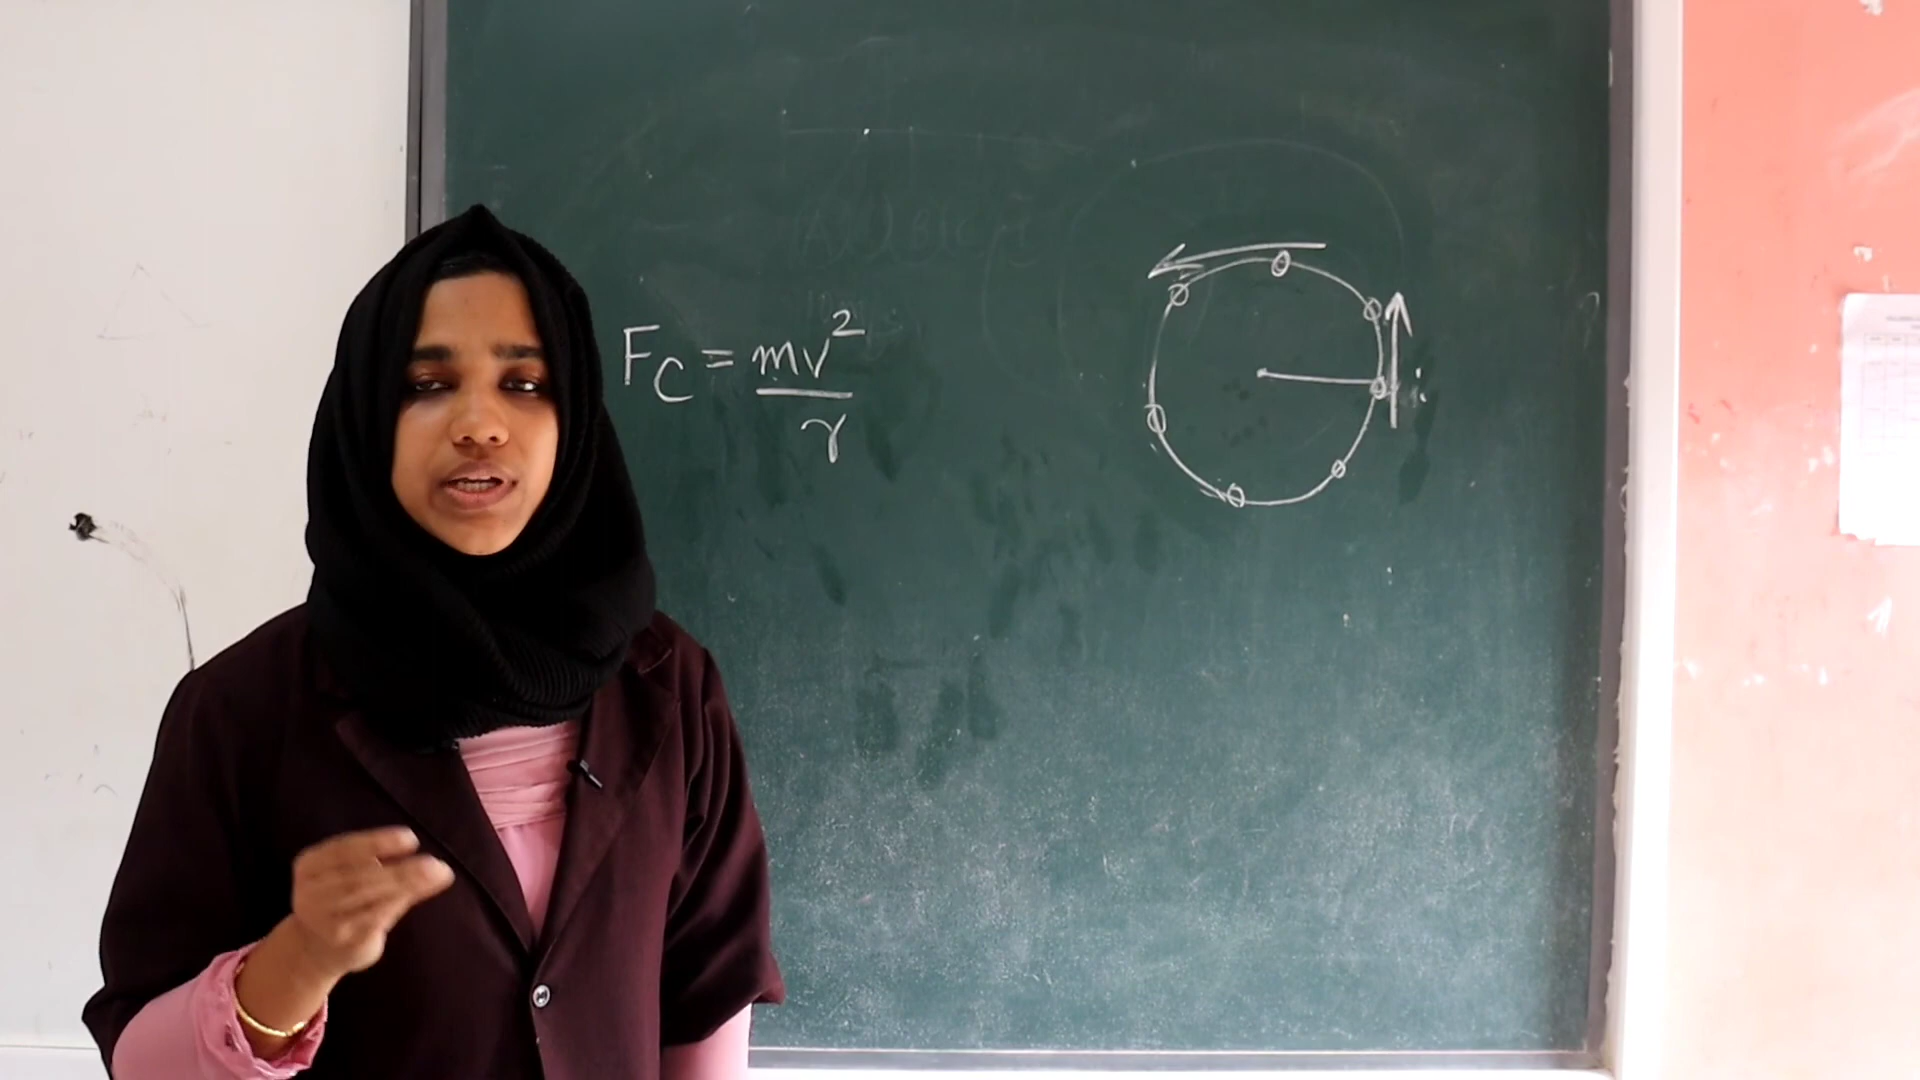 F_C = mv²/r